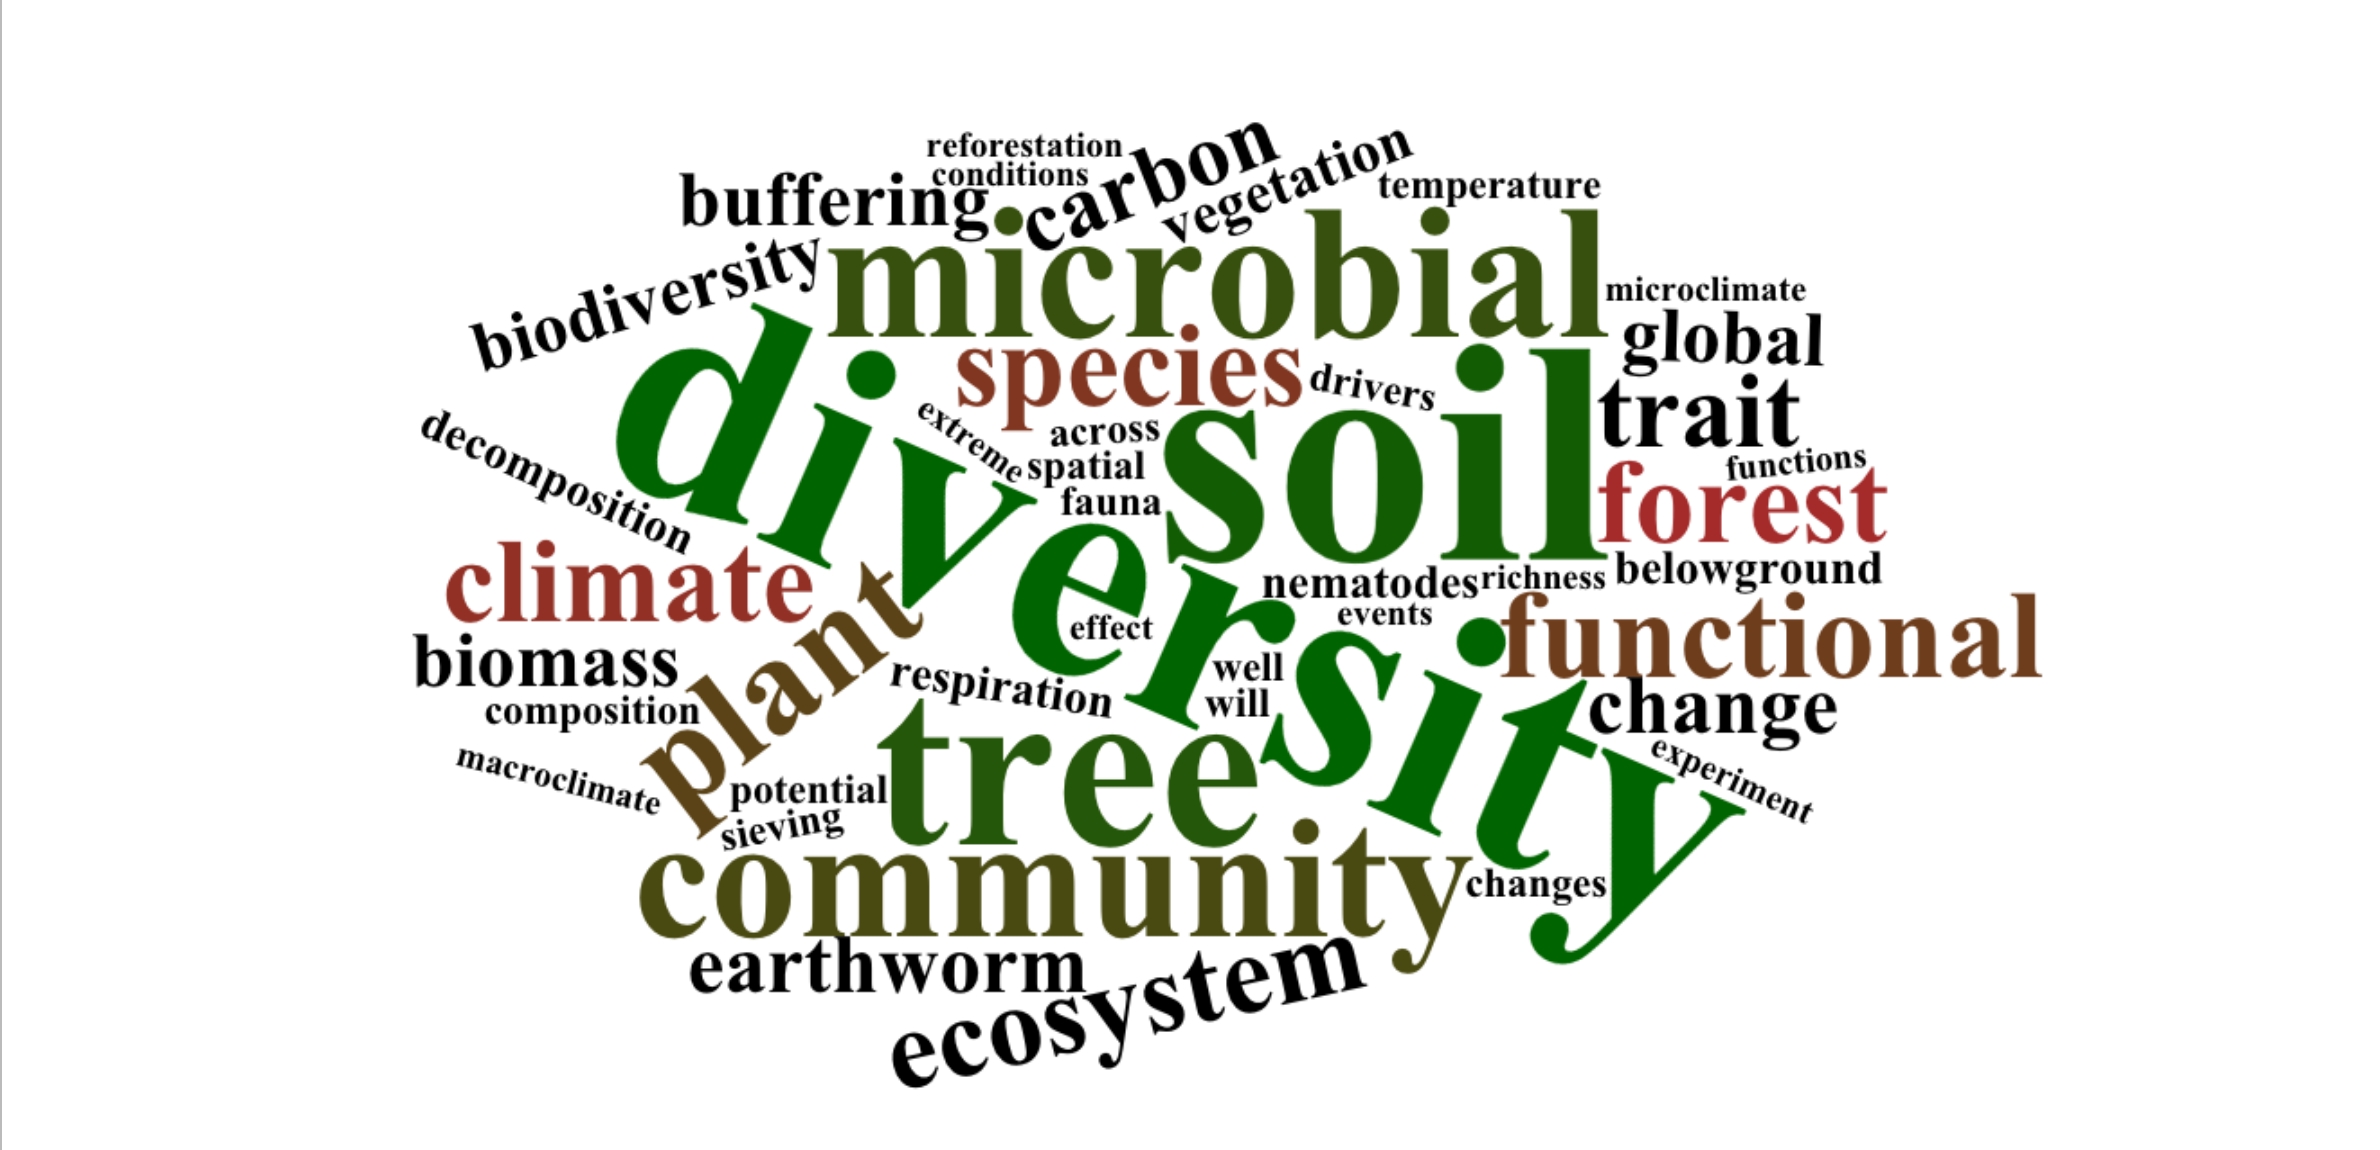 reforestation
conditions
carbon
vegetation
temperature
buffering
biodiversity
microbial
microclimate
global
species
drivers
diversity
soil
trait
extreme
across
spatial
fauna
functions
forest
decomposition
climate
nematodes
richness
belowground
events
effect
functional
plant
biomass
respiration
well
will
change
composition
macroclimate
tree
experiment
potential
sieving
community
changes
earthworm
ecosystem